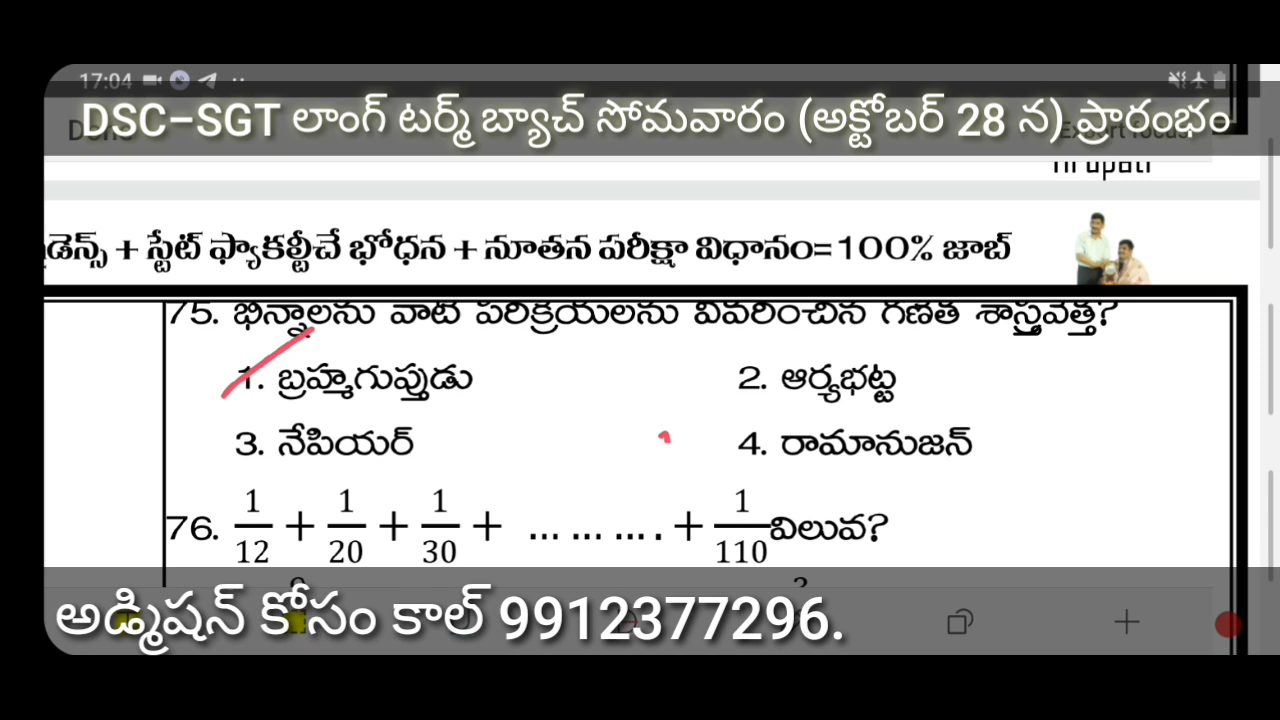 17:04
DSC-SGT లాంగ్ టర్మ్ బ్యాచ్ సోమవారం (అక్టోబర్ 28 న) ప్రారంభం
Tirupati
డెన్స్ + స్టేట్ ఫ్యాకల్టీచే భోధన + నూతన పరీక్షా విధానం=100% జాబ్
75. భిన్నాలను వాటి పరిక్రియలను వివరించిన గణిత శాస్త్రవేత్త?
1. బ్రహ్మగుప్తుడు 2. ఆర్యభట్ట
3. నేపియర్ 4. రామానుజన్
76. 1/12 + 1/20 + 1/30 + ... ... ... . + 1/110 విలువ?
అడ్మిషన్ కోసం కాల్ 9912377296.